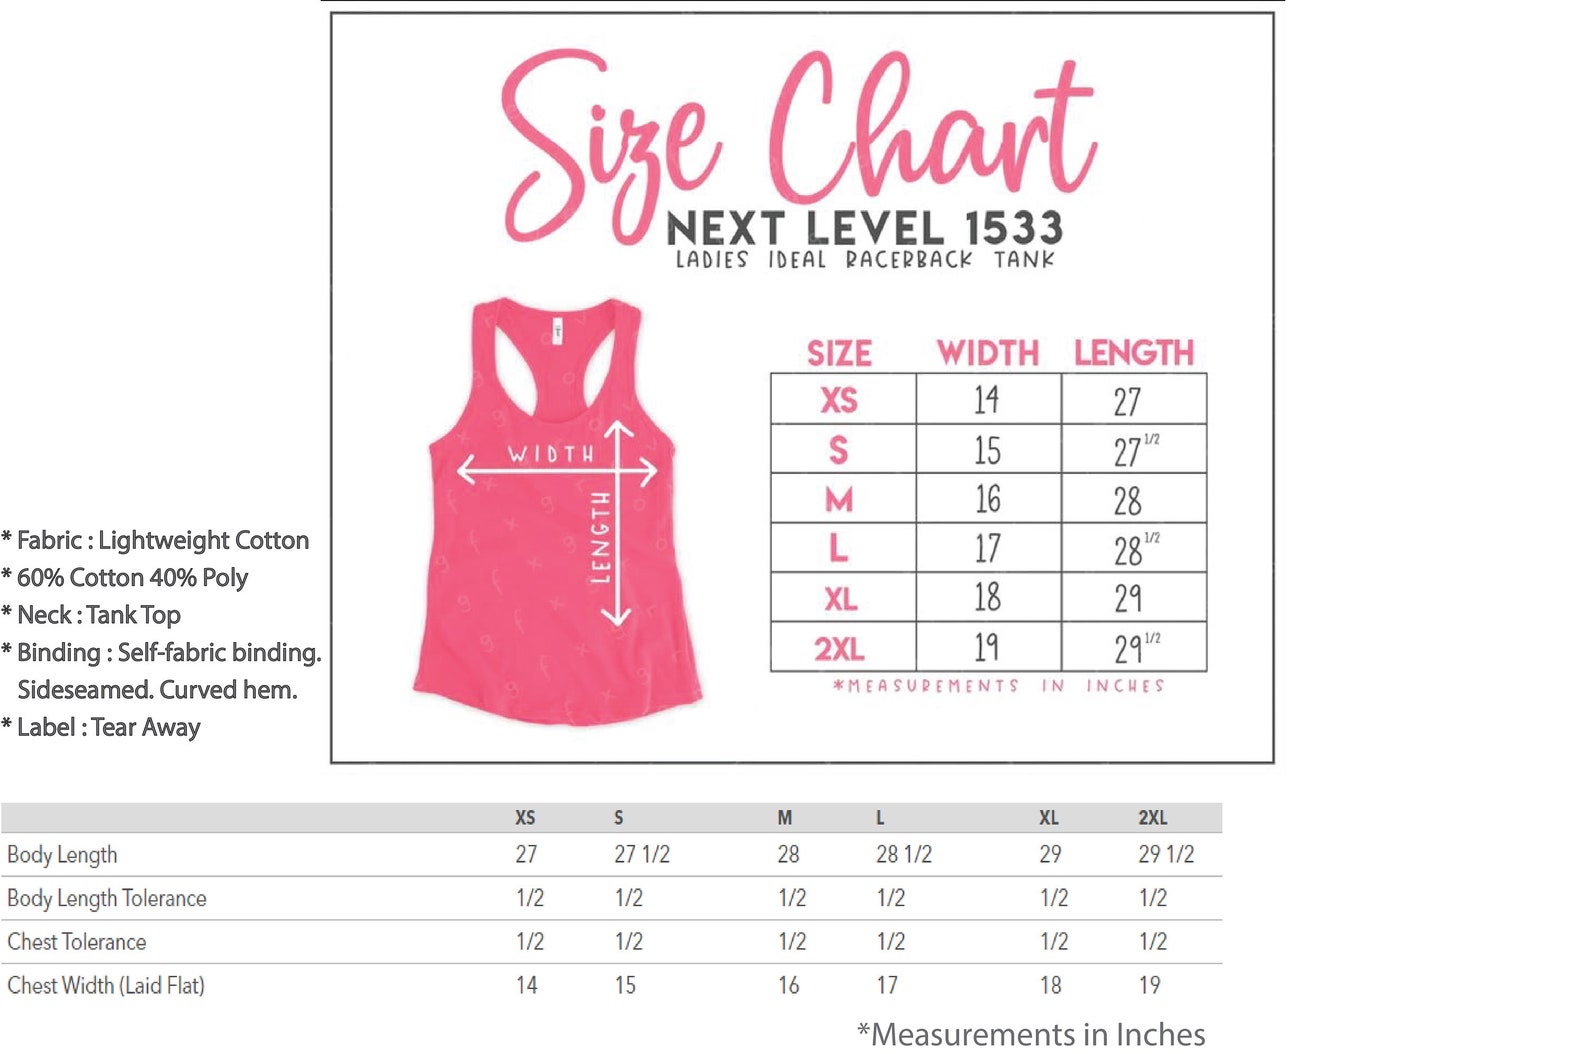 Size Chart
NEXT LEVEL 1533
LADIES IDEAL RACERBACK TANK
WIDTH
LENGTH
SIZE WIDTH LENGTH
XS 14 27
S 15 27 1/2
M 16 28
L 17 28 1/2
XL 18 29
2XL 19 29 1/2
*MEASUREMENTS IN INCHES
* Fabric : Lightweight Cotton
* 60% Cotton 40% Poly
* Neck : Tank Top
* Binding : Self-fabric binding.
Sideseamed. Curved hem.
* Label : Tear Away
XS S M L XL 2XL
Body Length 27 27 1/2 28 28 1/2 29 29 1/2
Body Length Tolerance 1/2 1/2 1/2 1/2 1/2 1/2
Chest Tolerance 1/2 1/2 1/2 1/2 1/2 1/2
Chest Width (Laid Flat) 14 15 16 17 18 19
*Measurements in Inches